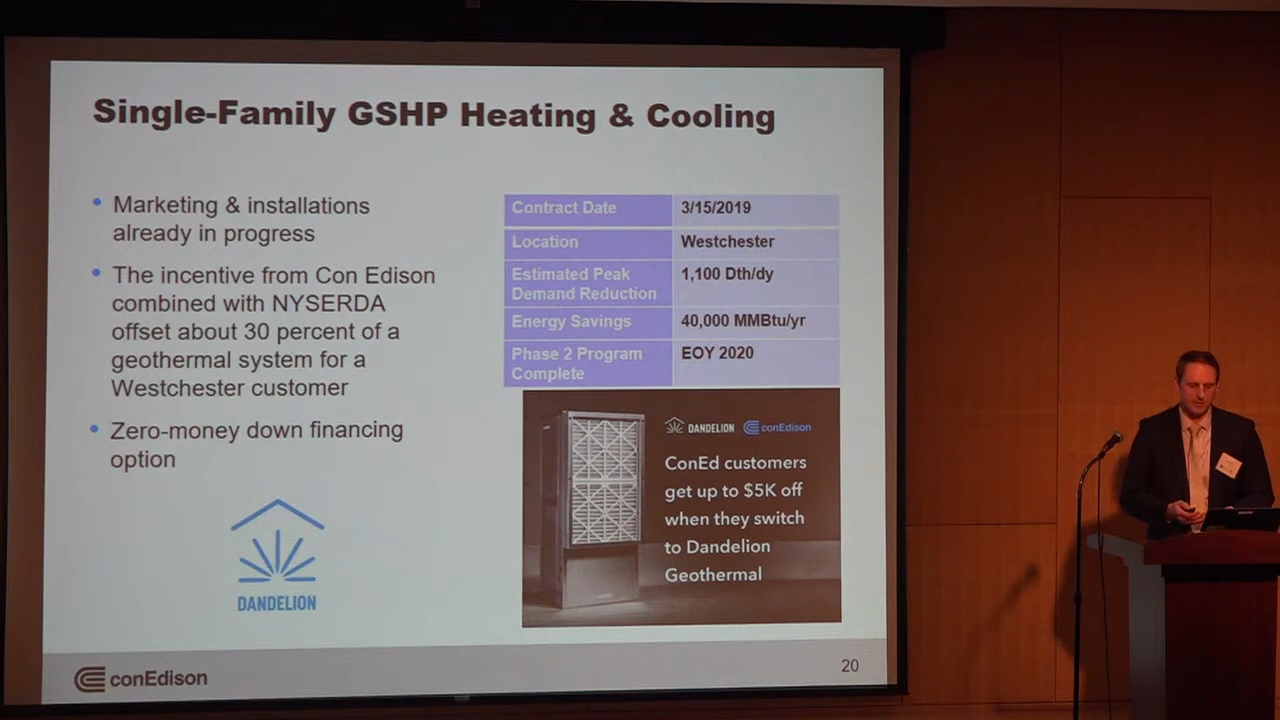 Single-Family GSHP Heating & Cooling
• Marketing & installations
already in progress
• The incentive from Con Edison
combined with NYSERDA
offset about 30 percent of a
geothermal system for a
Westchester customer
• Zero-money down financing
option
DANDELION
Contract Date 3/15/2019
Location Westchester
Estimated Peak 1,100 Dth/dy
Demand Reduction
Energy Savings 40,000 MMBtu/yr
Phase 2 Program EOY 2020
Complete
DANDELION conEdison
ConEd customers
get up to $5K off
when they switch
to Dandelion
Geothermal
conEdison
20